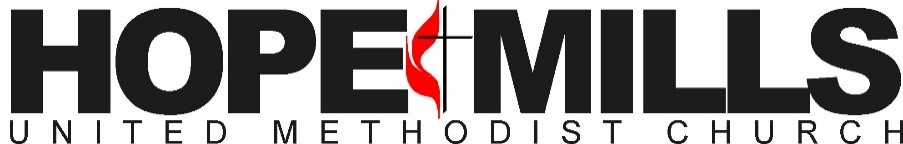 HOPE MILLS
UNITED METHODIST CHURCH